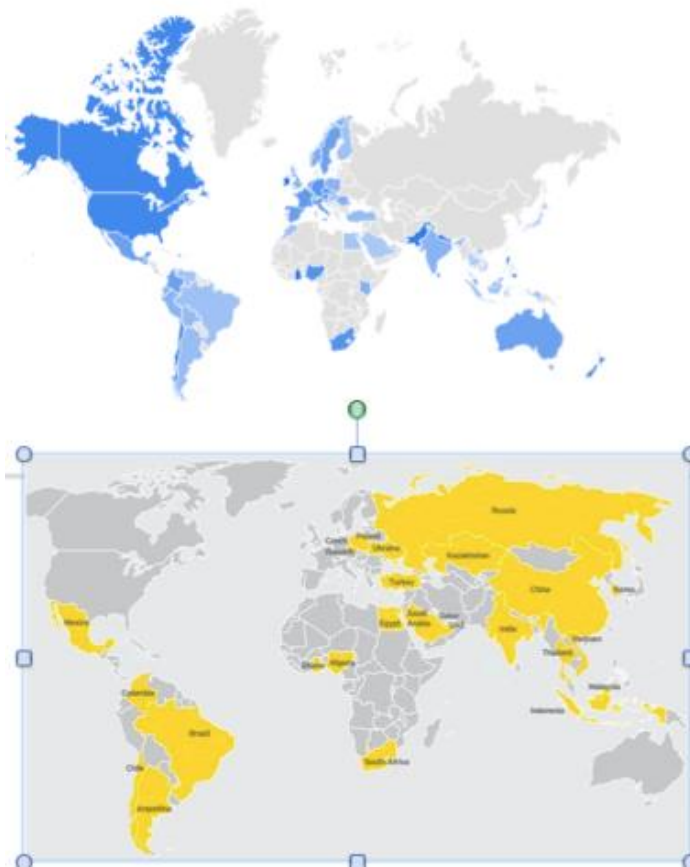 Russia
Czech
Republic
Poland
Ukraine
Kazakhstan
Turkey
China
Korea
Mexico
Egypt
Saudi
Arabia
Qatar
UAE
India
Vietnam
Thailand
Ghana
Nigeria
Colombia
Malaysia
Indonesia
Brazil
South Africa
Chile
Argentina